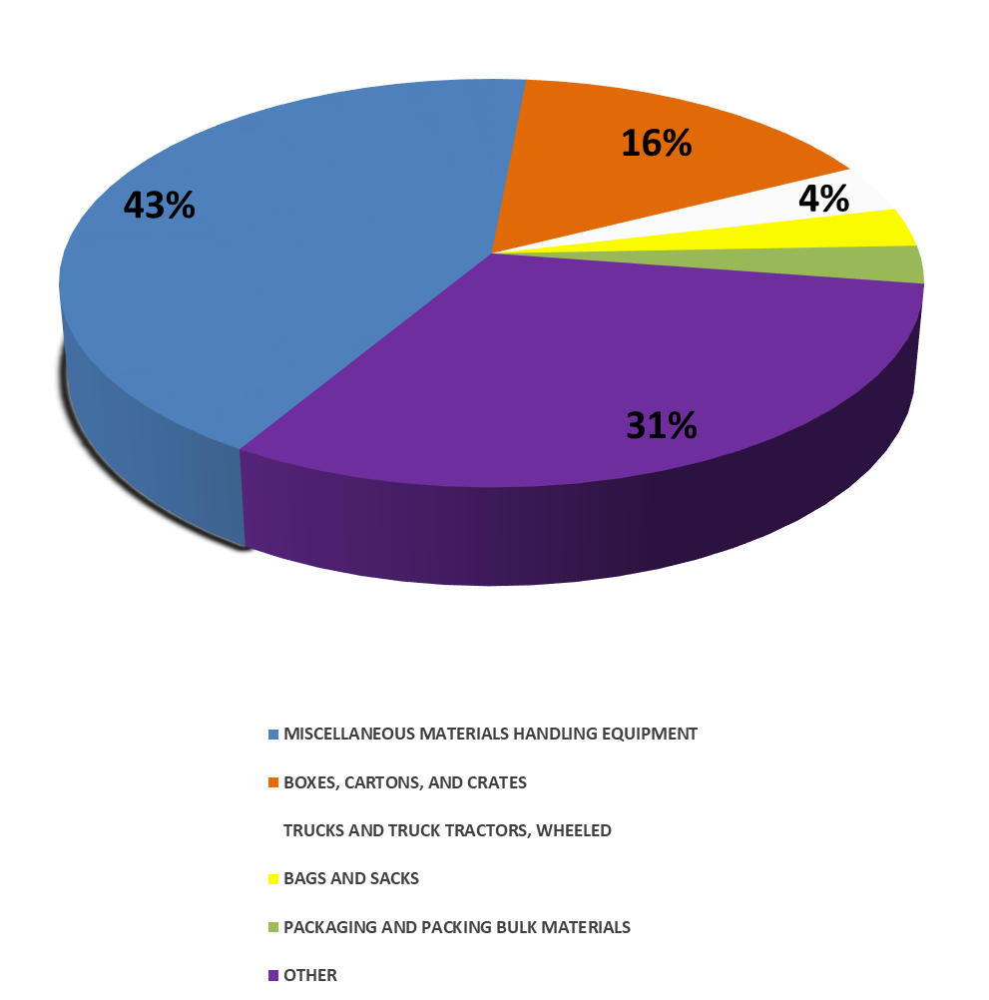 16%
4%
43%
31%
MISCELLANEOUS MATERIALS HANDLING EQUIPMENT
BOXES, CARTONS, AND CRATES
TRUCKS AND TRUCK TRACTORS, WHEELED
BAGS AND SACKS
PACKAGING AND PACKING BULK MATERIALS
OTHER